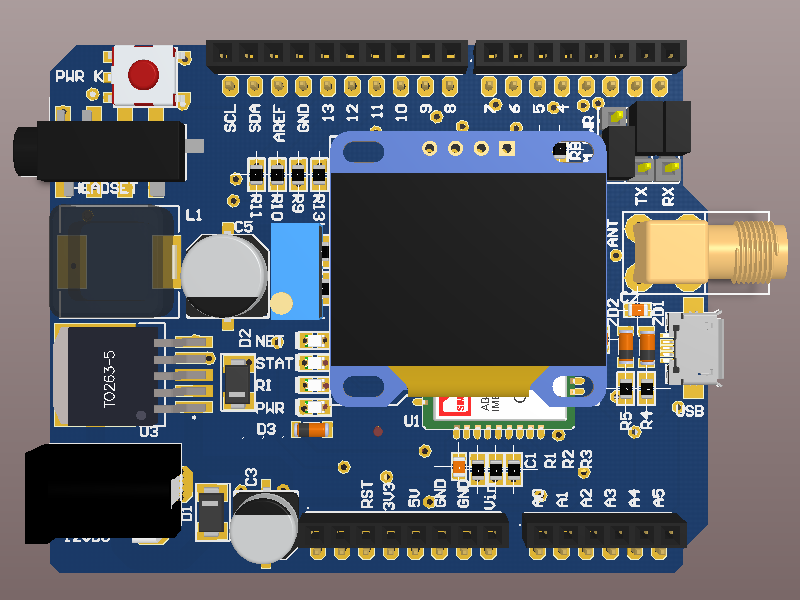 PWR K
SCL
SDA
AREF
GND
13
12
11
10
9
8
7
6
5
4
HEADSET
TX
RX
R11
R10
R9
R13
R8
L1
C5
ANT
ZD2
ZD1
NET
STAT
RI
PWR
D2
D3
TO263-5
U3
U1
SIM
R5
R4
USB
C1
R1
R2
R3
D1
C3
RST
3V3
5V
GND
GND
Vin
A0
A1
A2
A3
A4
A5